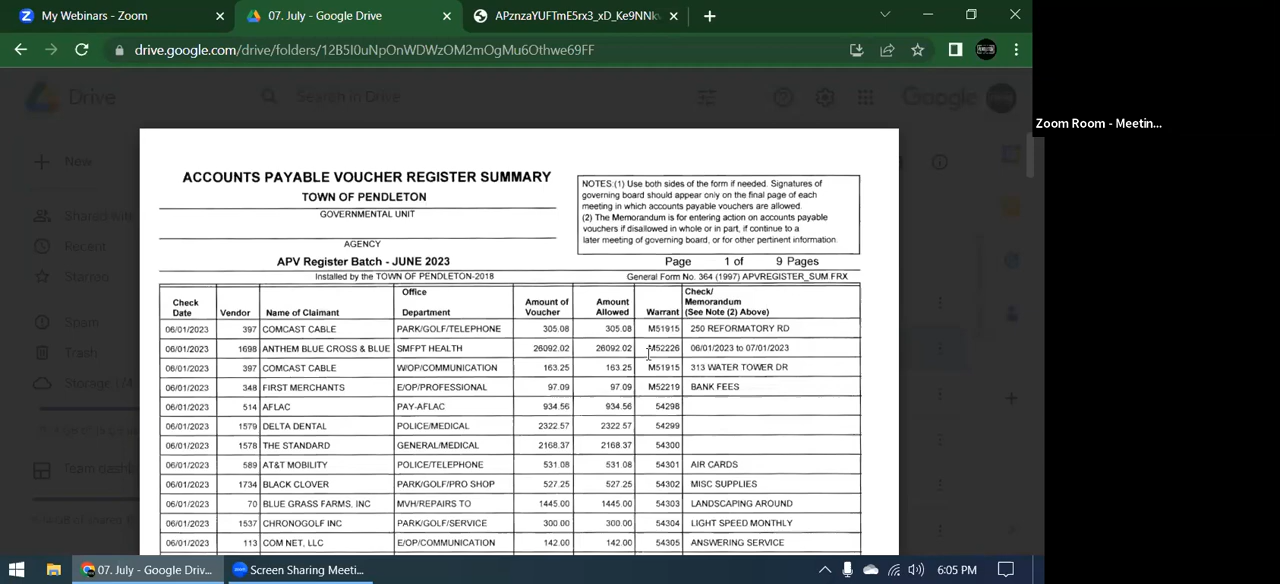 My Webinars - Zoom
07. July - Google Drive
APznzaYUFTmE5rx3_xD_Ke9NNk
drive.google.com/drive/folders/12B5I0uNpOnWDWzOM2mOgMu6Othwe69FF
Drive
Search in Drive
Google
Zoom Room - Meetin...
New
Recent
Spam
Trash
Storage
ACCOUNTS PAYABLE VOUCHER REGISTER SUMMARY
TOWN OF PENDLETON
GOVERNMENTAL UNIT
AGENCY
NOTES:(1) Use both sides of the form if needed. Signatures of
governing board should appear only on the final page of each
meeting in which accounts payable vouchers are allowed.
(2) The Memorandum is for entering action on accounts payable
vouchers if disallowed in whole or in part, if continue to a
later meeting of governing board, or for other pertinent information.
APV Register Batch - JUNE 2023
Page 1 of 9 Pages
Installed by the TOWN OF PENDLETON-2018
General Form No. 364 (1997) APVREGISTER_SUM.FRX
Check Date Vendor Name of Claimant Office Department Amount of Voucher Amount Allowed Warrant Check/ Memorandum (See Note (2) Above)
06/01/2023 397 COMCAST CABLE PARK/GOLF/TELEPHONE 305.08 305.08 M51915 250 REFORMATORY RD
06/01/2023 1698 ANTHEM BLUE CROSS & BLUE SMFPT HEALTH 26092.02 26092.02 M52226 06/01/2023 to 07/01/2023
06/01/2023 397 COMCAST CABLE W/OP/COMMUNICATION 163.25 163.25 M51915 313 WATER TOWER DR
06/01/2023 348 FIRST MERCHANTS E/OP/PROFESSIONAL 97.09 97.09 M52219 BANK FEES
06/01/2023 514 AFLAC PAY-AFLAC 934.56 934.56 54298
06/01/2023 1579 DELTA DENTAL POLICE/MEDICAL 2322.57 2322.57 54299
06/01/2023 1578 THE STANDARD GENERAL/MEDICAL 2168.37 2168.37 54300
06/01/2023 589 AT&T MOBILITY POLICE/TELEPHONE 531.08 531.08 54301 AIR CARDS
06/01/2023 1734 BLACK CLOVER PARK/GOLF/PRO SHOP 527.25 527.25 54302 MISC SUPPLIES
06/01/2023 70 BLUE GRASS FARMS, INC MVH/REPAIRS TO 1445.00 1445.00 54303 LANDSCAPING AROUND
06/01/2023 1537 CHRONOGOLF INC PARK/GOLF/SERVICE 300.00 300.00 54304 LIGHT SPEED MONTHLY
06/01/2023 113 COM NET, LLC E/OP/COMMUNICATION 142.00 142.00 54305 ANSWERING SERVICE
07. July - Google Driv...
Screen Sharing Meeti...
6:05 PM